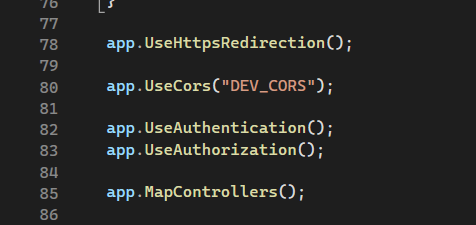 76 }
77
78 app.UseHttpsRedirection();
79
80 app.UseCors("DEV_CORS");
81
82 app.UseAuthentication();
83 app.UseAuthorization();
84
85 app.MapControllers();
86